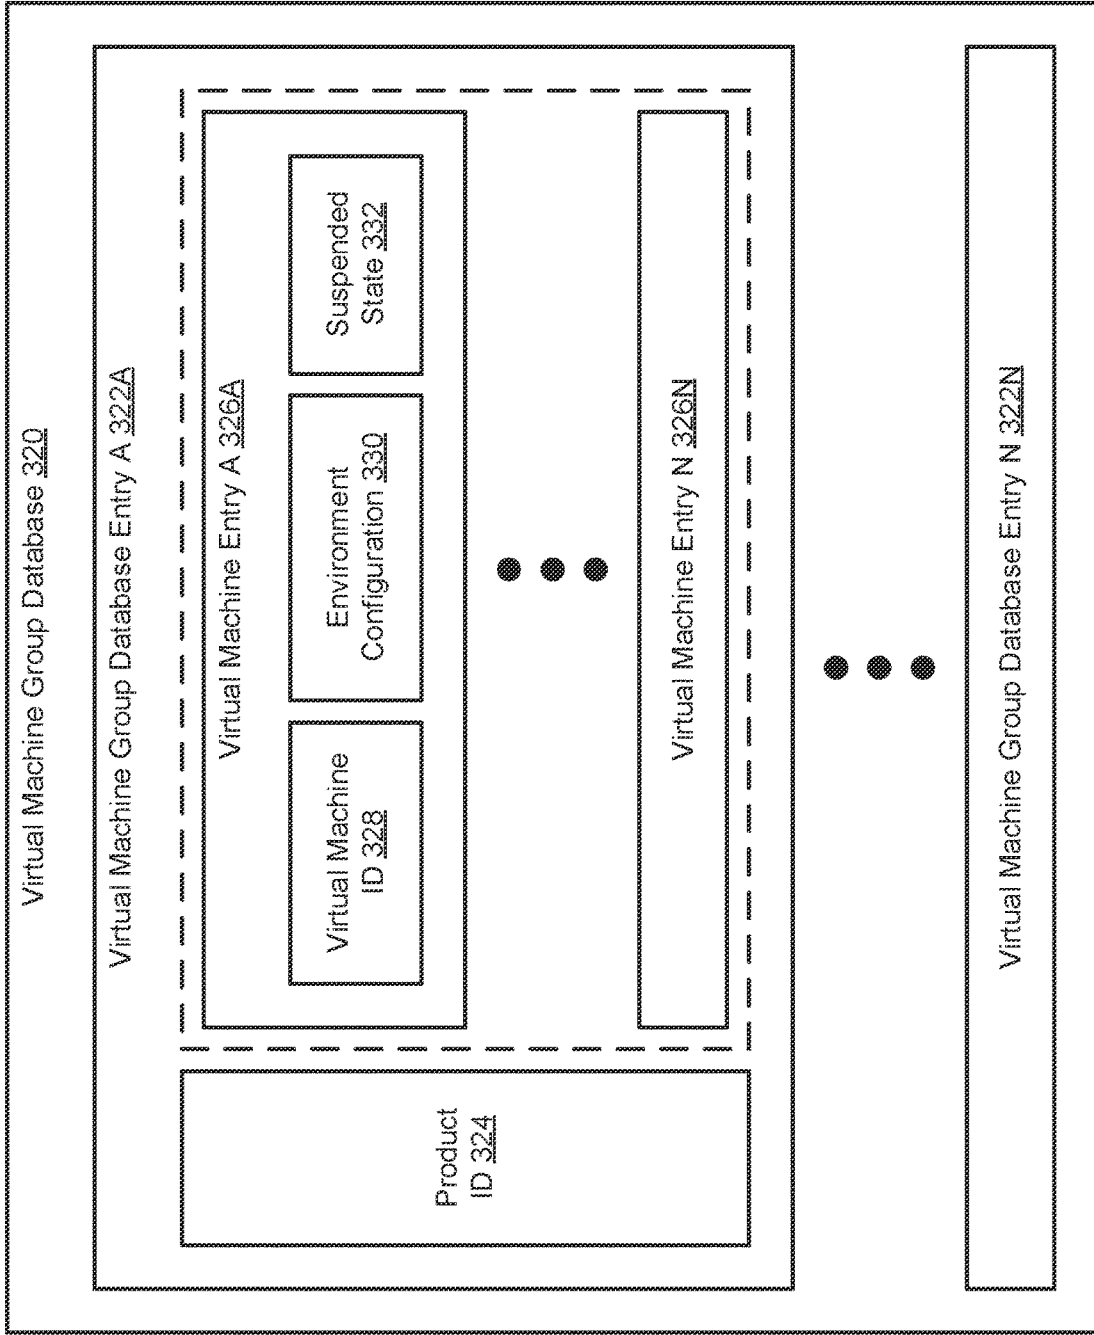 Virtual Machine Group Database 320
Virtual Machine Group Database Entry A 322A
Product
ID 324
Virtual Machine Entry A 326A
Virtual Machine
ID 328
Environment
Configuration 330
Suspended
State 332
Virtual Machine Entry N 326N
Virtual Machine Group Database Entry N 322N